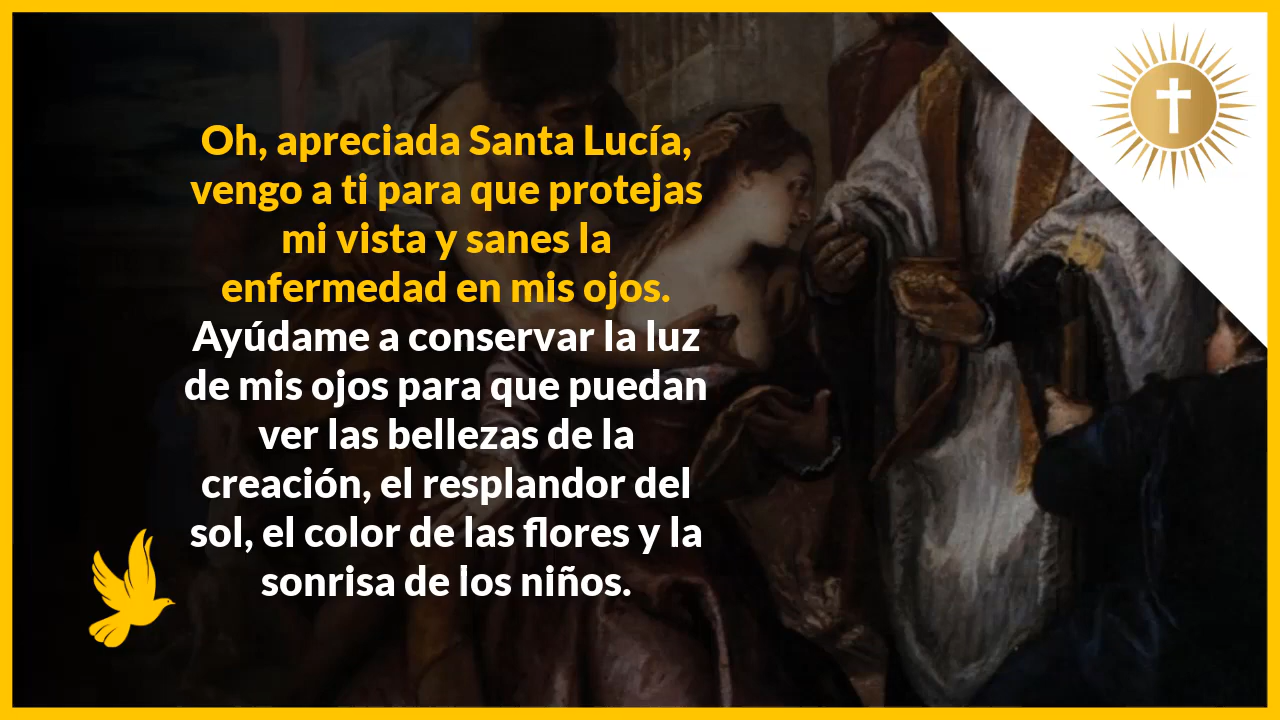 Oh, apreciada Santa Lucía,
vengo a ti para que protejas
mi vista y sanes la
enfermedad en mis ojos.
Ayúdame a conservar la luz
de mis ojos para que puedan
ver las bellezas de la
creación, el resplandor del
sol, el color de las flores y la
sonrisa de los niños.